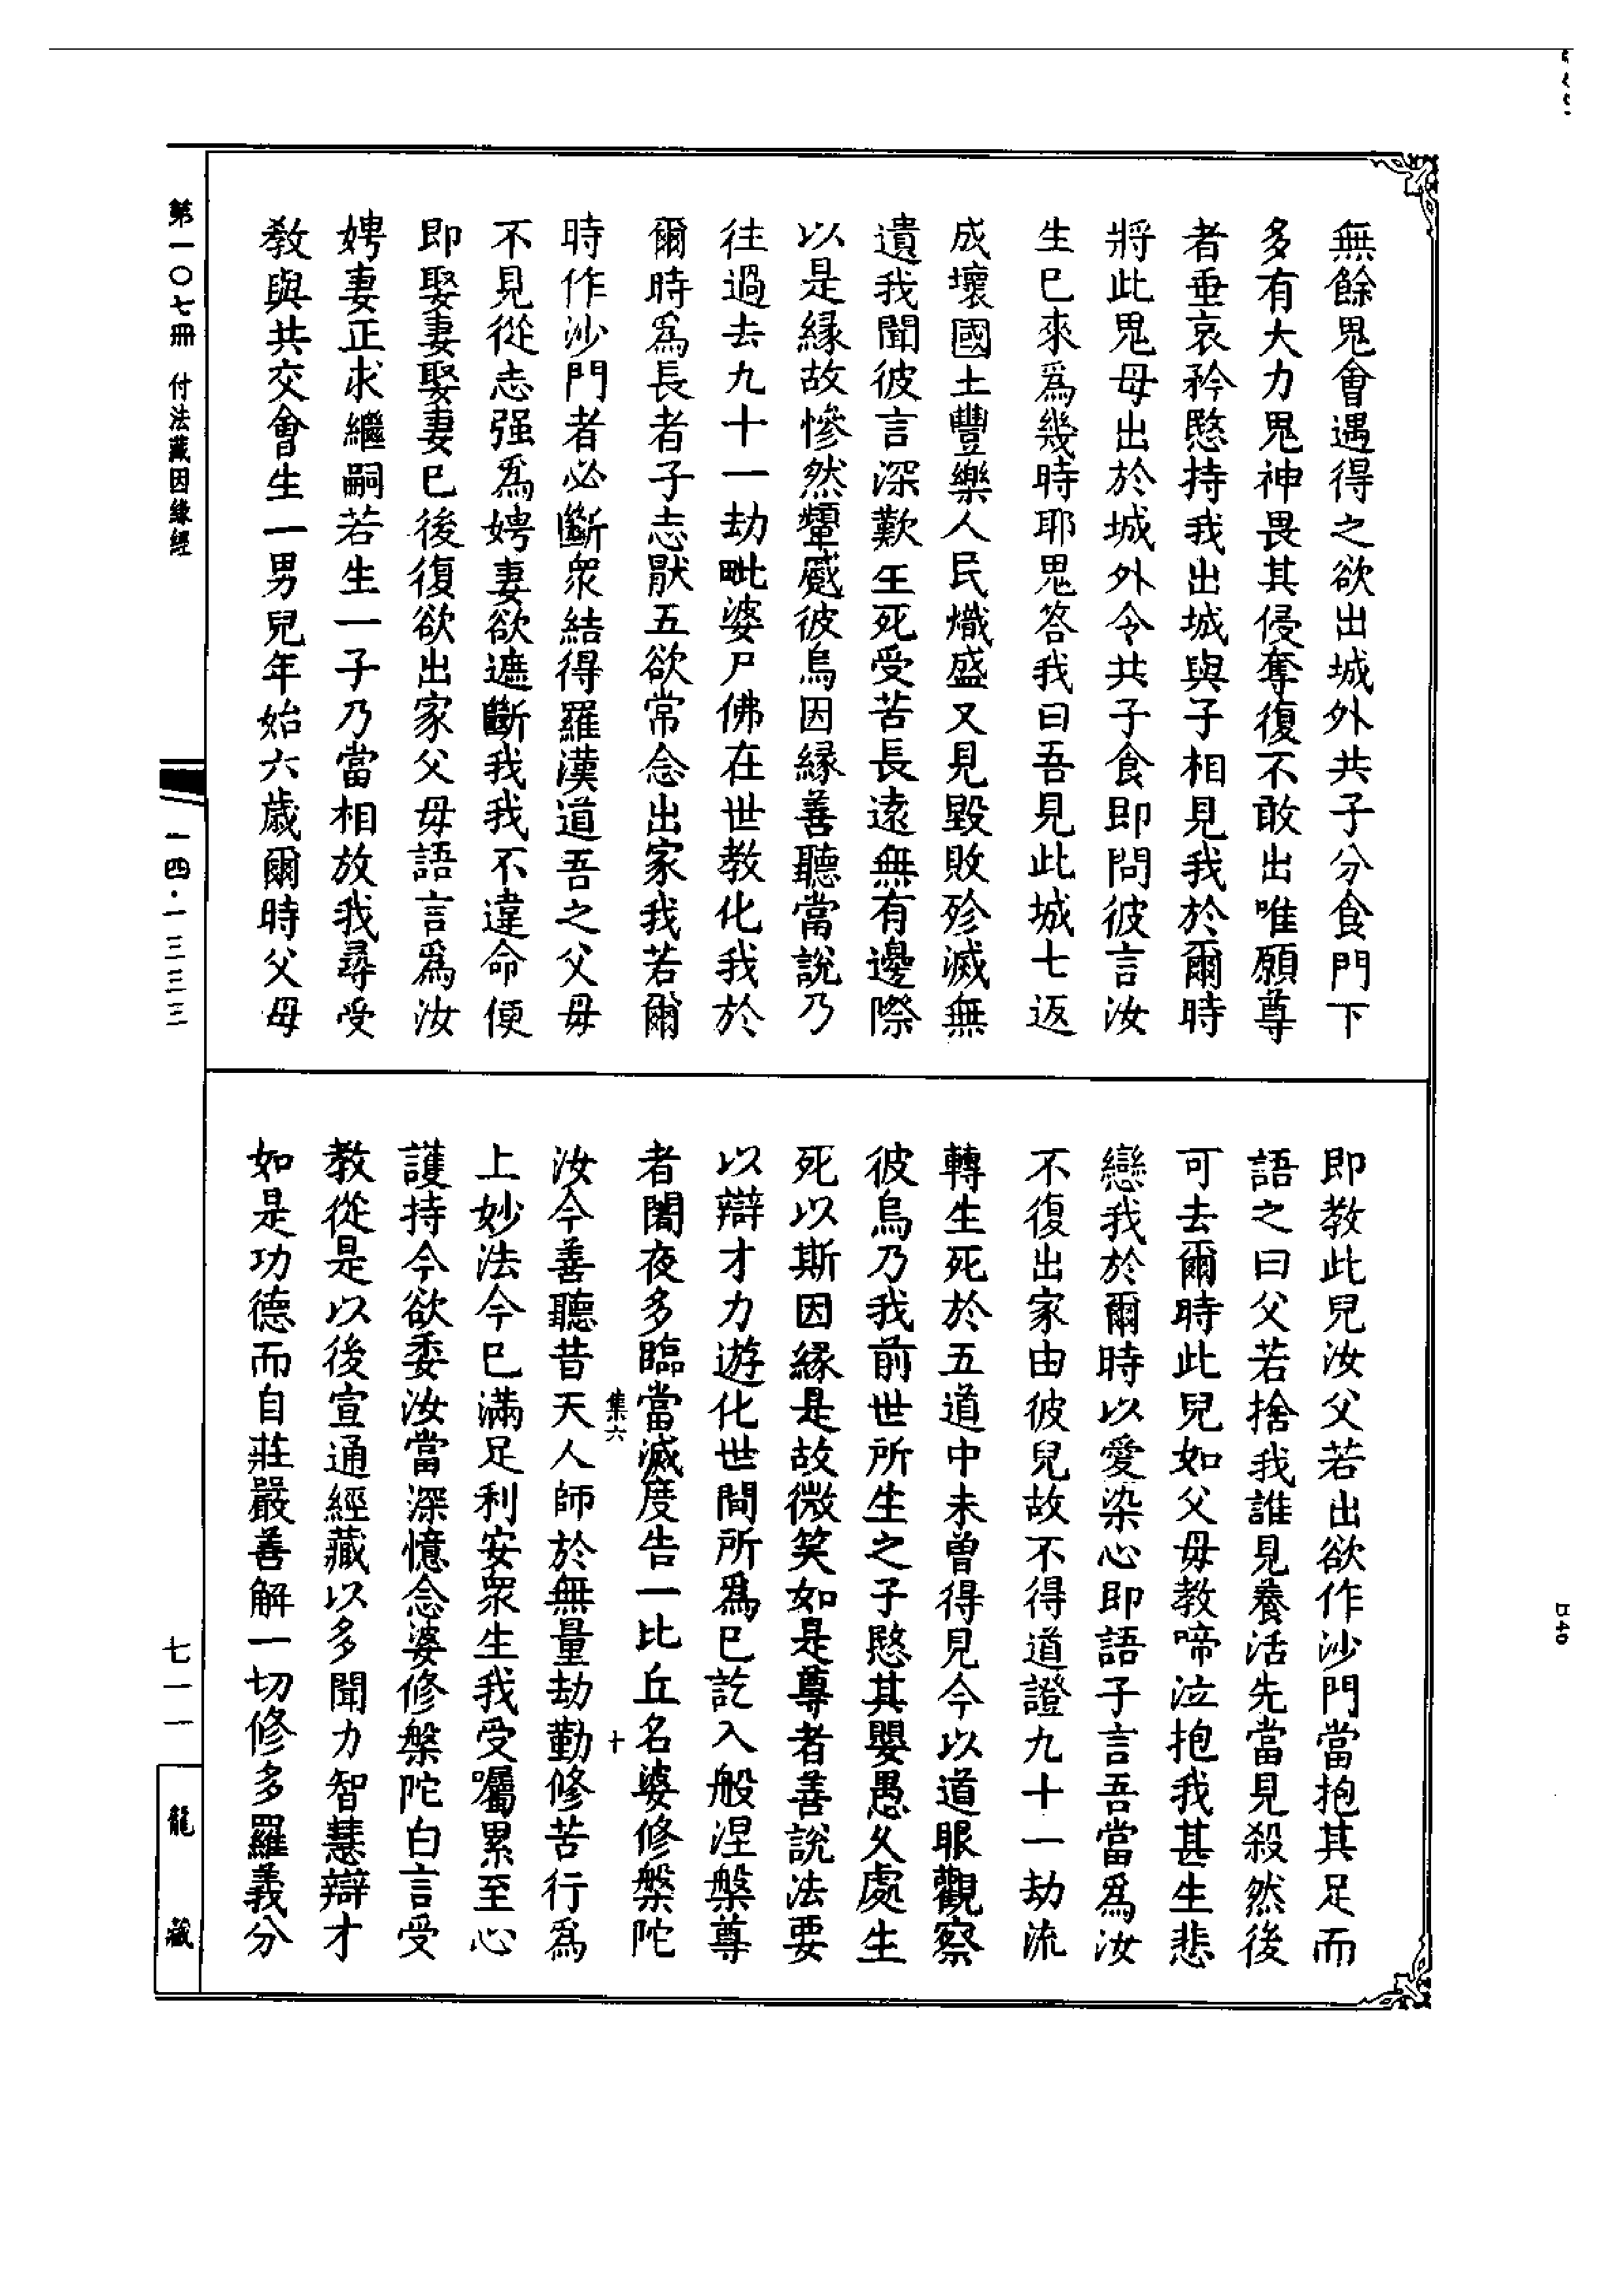 無餘鬼會遇得之欲出城外共子分食門下
多有大力鬼神畏其侵奪復不敢出唯願尊
者垂哀矜愍持我出城與子相見我於爾時
將此鬼母出於城外令共子食即問彼言汝
生已來爲幾時耶鬼答我曰吾見此城七返
成壞國土豐樂人民熾盛又見毀敗殄滅無
遺我聞彼言深歎生死受苦長遠無有邊際
以是緣故慘然顰蹙彼烏因緣善聽當說乃
往過去九十一劫毗婆尸佛在世教化我於
爾時爲長者子志猒五欲常念出家我若爾
時作沙門者必斷衆結得羅漢道吾之父母
不見從志强爲娉妻欲遮斷我我不違命便
即娶妻娶妻已後復欲出家父母語言爲汝
娉妻正求繼嗣若生一子乃當相放我尋受
教與共交會生一男兒年始六歲爾時父母
即教此兒汝父若出欲作沙門當抱其足而
語之曰父若捨我誰見養活先當見殺然後
可去爾時此兒如父母教啼泣抱我甚生悲
戀我於爾時以愛染心即語子言吾當爲汝
不復出家由彼兒故不得道證九十一劫流
轉生死於五道中未曾得見今以道眼觀察
彼烏乃我前世所生之子愍其嬰愚久處生
死以斯因緣是故微笑如是尊者善說法要
以辯才力遊化世間所爲已訖入般涅槃尊
者闍夜多臨當滅度告一比丘名婆修槃陀
集六 十
汝今善聽昔天人師於無量劫勤修苦行爲
上妙法今已滿足利安衆生我受囑累至心
護持今欲委汝當深憶念婆修槃陀白言受
教從是以後宣通經藏以多聞力智慧辯才
如是功德而自莊嚴善解一切修多羅義分
第一〇七冊 付法藏因緣經
一四·一三三三
七一一
龍藏